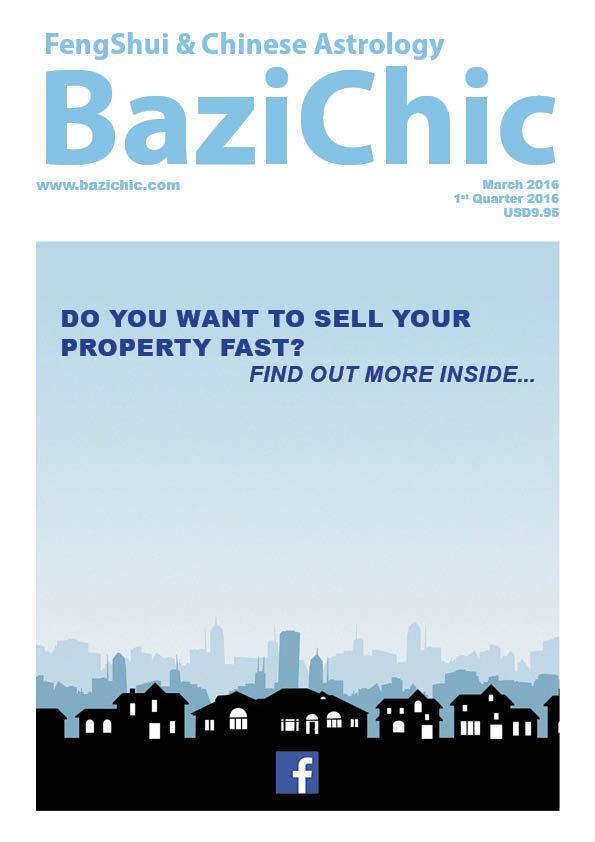 FengShui & Chinese Astrology
BaziChic
www.bazichic.com
March 2016
1st Quarter 2016
USD9.95
DO YOU WANT TO SELL YOUR
PROPERTY FAST?
FIND OUT MORE INSIDE...
f